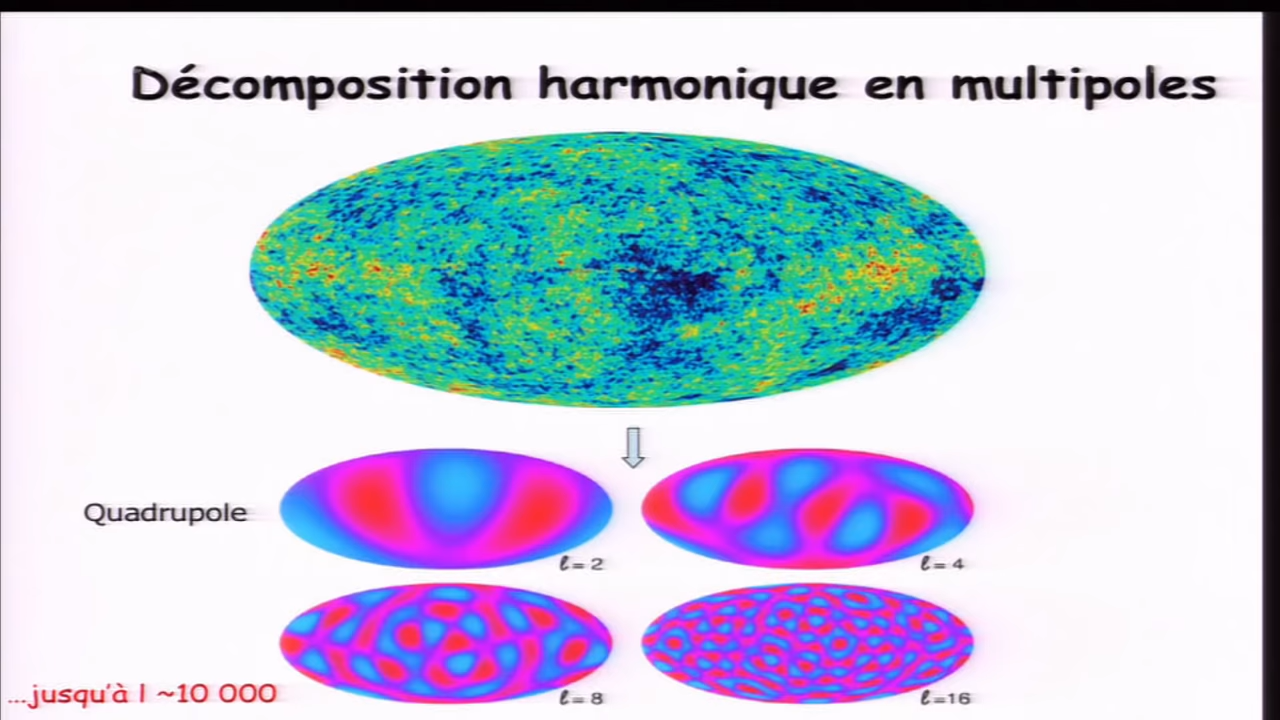 Décomposition harmonique en multipoles
Quadrupole
ℓ= 2
ℓ= 4
ℓ= 8
ℓ=16
...jusqu'à l ~10 000